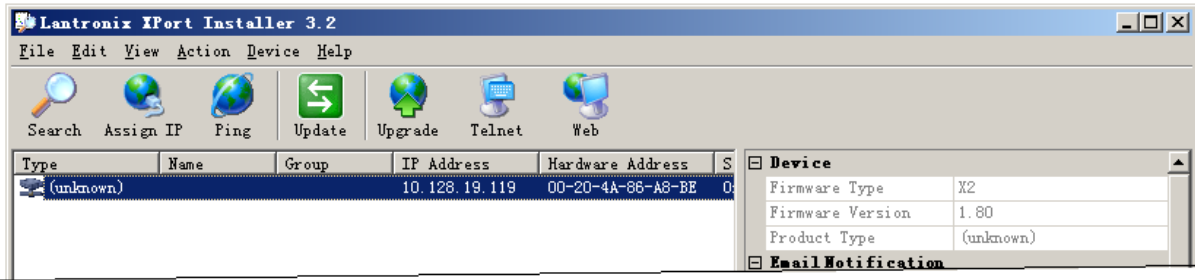 Lantronix XPort Installer 3.2
File Edit View Action Device Help
Search Assign IP Ping Update Upgrade Telnet Web
Type Name Group IP Address Hardware Address S
(unknown) 10.128.19.119 00-20-4A-86-A8-BE 0
Device
Firmware Type X2
Firmware Version 1.80
Product Type (unknown)
Email Notification